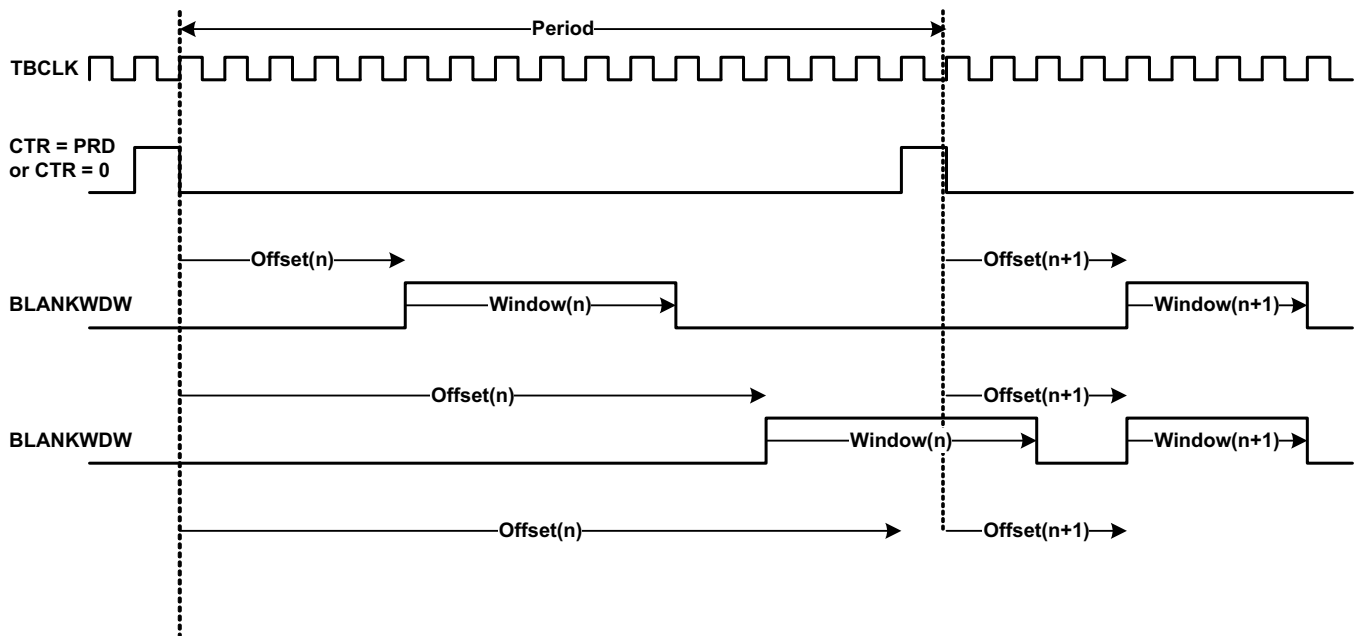 Period
TBCLK
CTR = PRD
or CTR = 0
Offset(n) Offset(n+1)
BLANKWDW Window(n) Window(n+1)
Offset(n) Offset(n+1)
BLANKWDW Window(n) Window(n+1)
Offset(n) Offset(n+1)